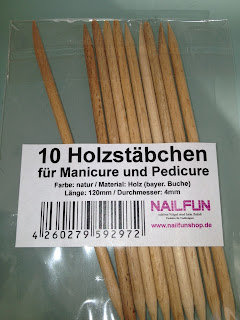 10 Holzstäbchen
für Manicure und Pedicure
Farbe: natur / Material: Holz (bayer. Buche)
Länge: 120mm / Durchmesser: 4mm
NAILFUN
www.nailfunshop.de
4 260279 592972